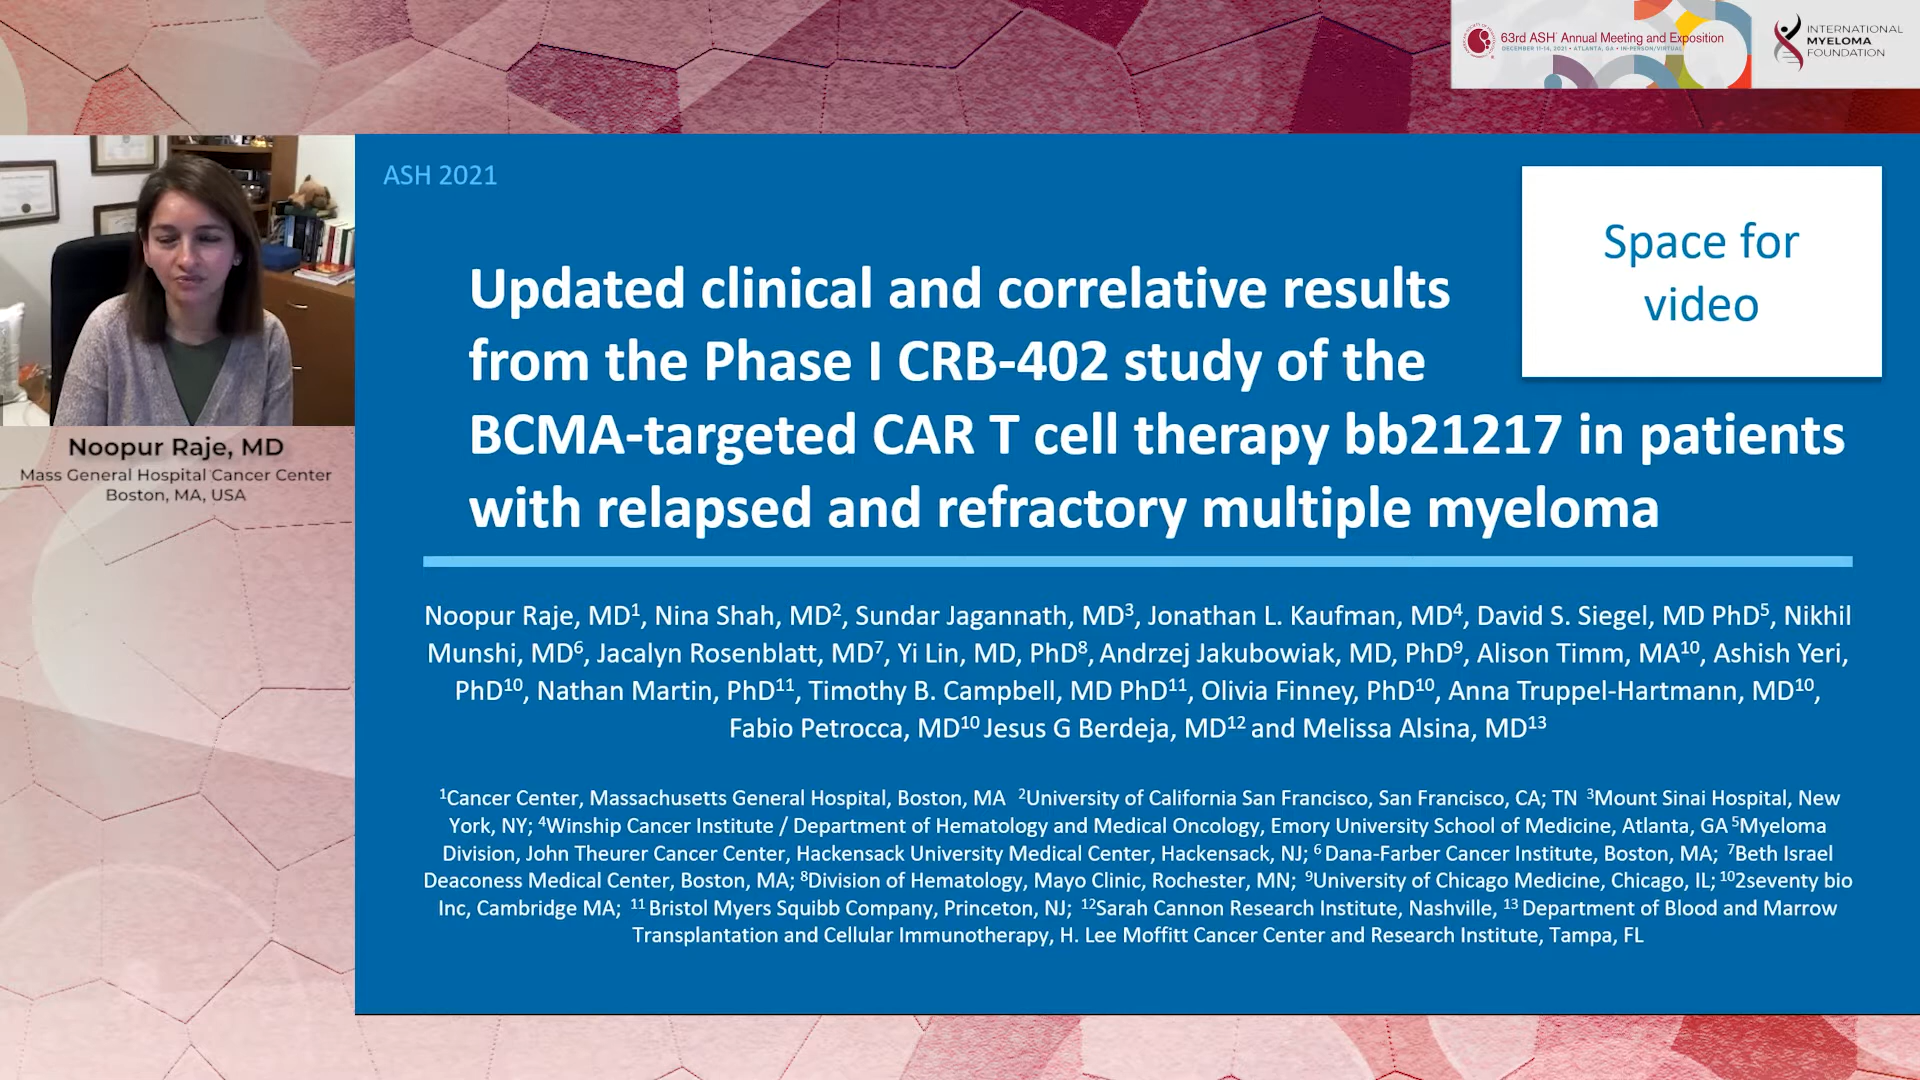 63rd ASH® Annual Meeting and Exposition
DECEMBER 11-14, 2021 • ATLANTA, GA • IN-PERSON/VIRTUAL
INTERNATIONAL
MYELOMA
FOUNDATION
ASH 2021
Space for
video
Updated clinical and correlative results
from the Phase I CRB-402 study of the
BCMA-targeted CAR T cell therapy bb21217 in patients
with relapsed and refractory multiple myeloma
Noopur Raje, MD
Mass General Hospital Cancer Center
Boston, MA, USA
Noopur Raje, MD¹, Nina Shah, MD², Sundar Jagannath, MD³, Jonathan L. Kaufman, MD⁴, David S. Siegel, MD PhD⁵, Nikhil
Munshi, MD⁶, Jacalyn Rosenblatt, MD⁷, Yi Lin, MD, PhD⁸, Andrzej Jakubowiak, MD, PhD⁹, Alison Timm, MA¹⁰, Ashish Yeri,
PhD¹⁰, Nathan Martin, PhD¹¹, Timothy B. Campbell, MD PhD¹¹, Olivia Finney, PhD¹⁰, Anna Truppel-Hartmann, MD¹⁰,
Fabio Petrocca, MD¹⁰ Jesus G Berdeja, MD¹² and Melissa Alsina, MD¹³
¹Cancer Center, Massachusetts General Hospital, Boston, MA ²University of California San Francisco, San Francisco, CA; TN ³Mount Sinai Hospital, New
York, NY; ⁴Winship Cancer Institute / Department of Hematology and Medical Oncology, Emory University School of Medicine, Atlanta, GA ⁵Myeloma
Division, John Theurer Cancer Center, Hackensack University Medical Center, Hackensack, NJ; ⁶ Dana-Farber Cancer Institute, Boston, MA; ⁷Beth Israel
Deaconess Medical Center, Boston, MA; ⁸Division of Hematology, Mayo Clinic, Rochester, MN; ⁹University of Chicago Medicine, Chicago, IL; ¹⁰2seventy bio
Inc, Cambridge MA; ¹¹ Bristol Myers Squibb Company, Princeton, NJ; ¹²Sarah Cannon Research Institute, Nashville, ¹³ Department of Blood and Marrow
Transplantation and Cellular Immunotherapy, H. Lee Moffitt Cancer Center and Research Institute, Tampa, FL